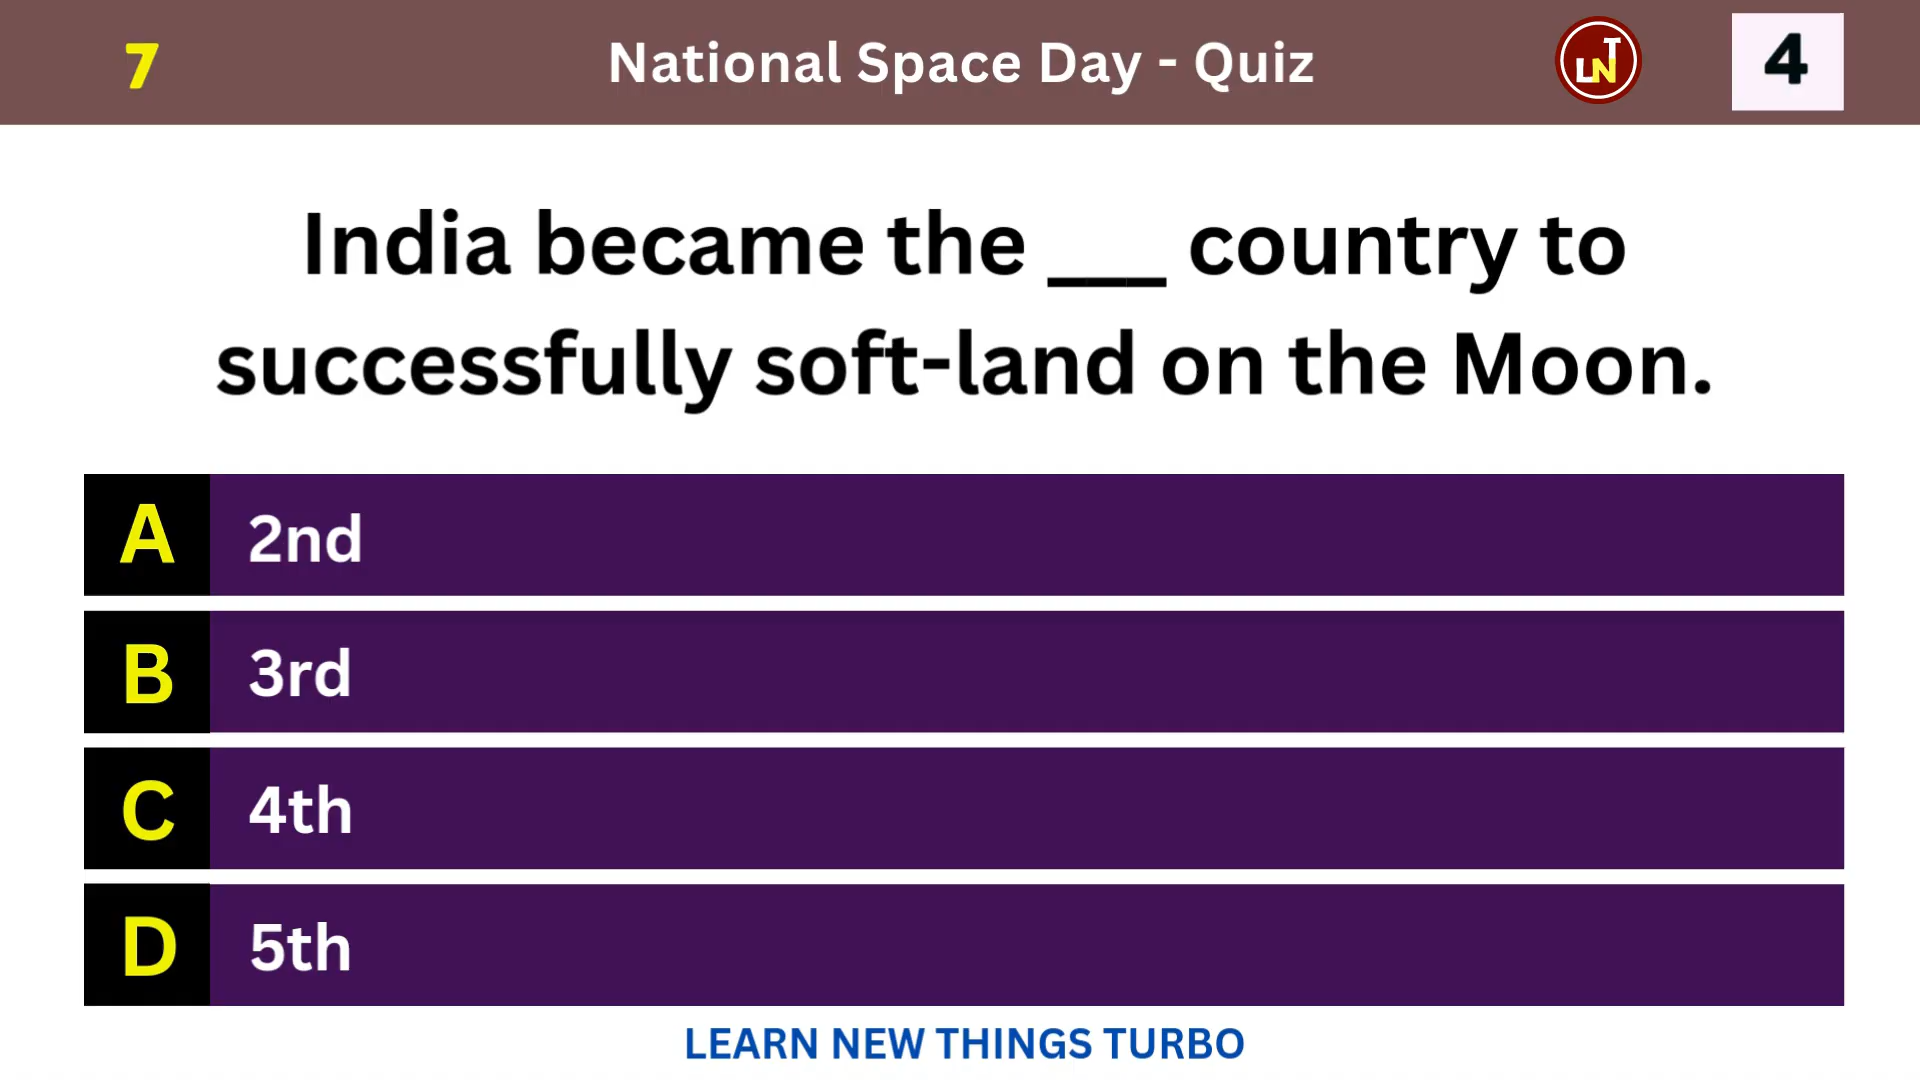 7
National Space Day - Quiz
LNT
4
India became the ___ country to
successfully soft-land on the Moon.
A
2nd
B
3rd
C
4th
D
5th
LEARN NEW THINGS TURBO